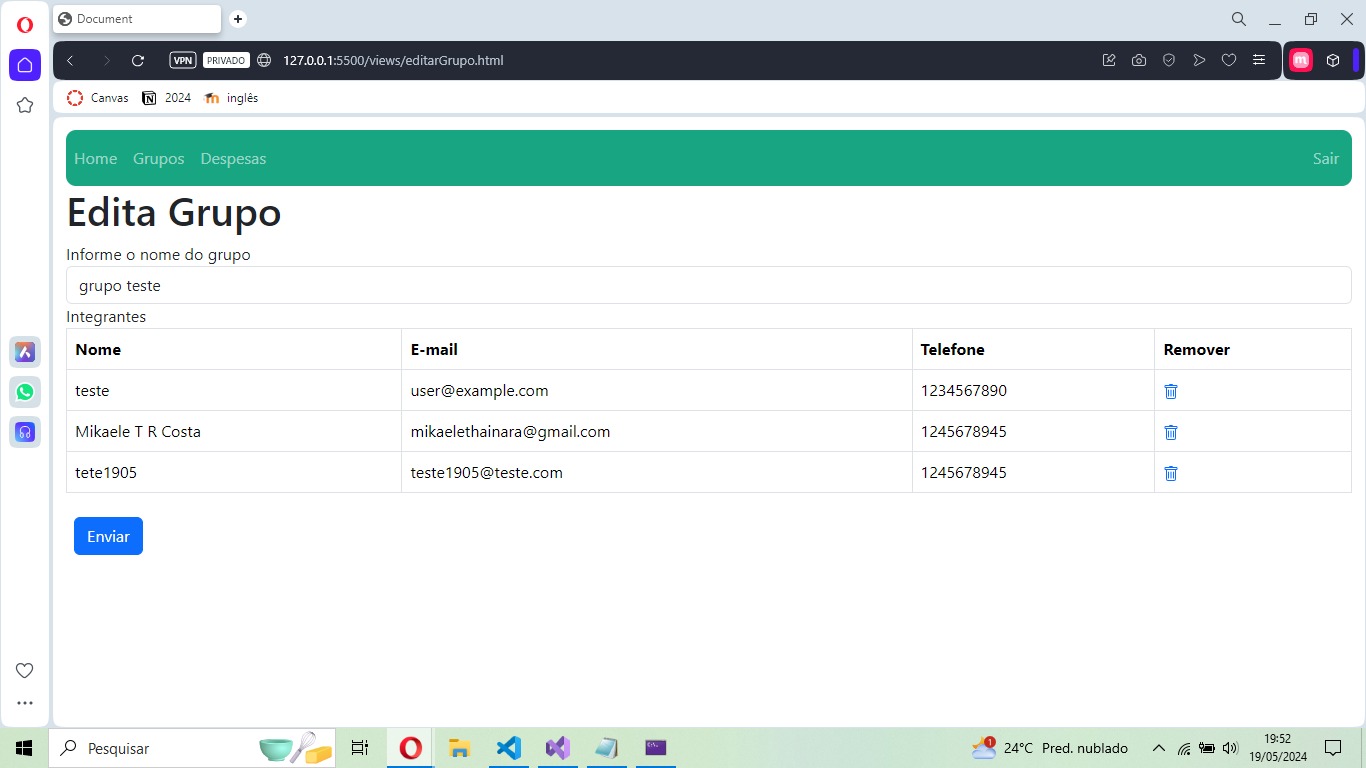 Document
VPN PRIVADO 127.0.0.1:5500/views/editarGrupo.html
Canvas 2024 inglês
Home Grupos Despesas Sair
Edita Grupo
Informe o nome do grupo
grupo teste
Integrantes
Nome E-mail Telefone Remover
teste user@example.com 1234567890
Mikaele T R Costa mikaelethainara@gmail.com 1245678945
tete1905 teste1905@teste.com 1245678945
Enviar
Pesquisar 1 24°C Pred. nublado 19:52
19/05/2024